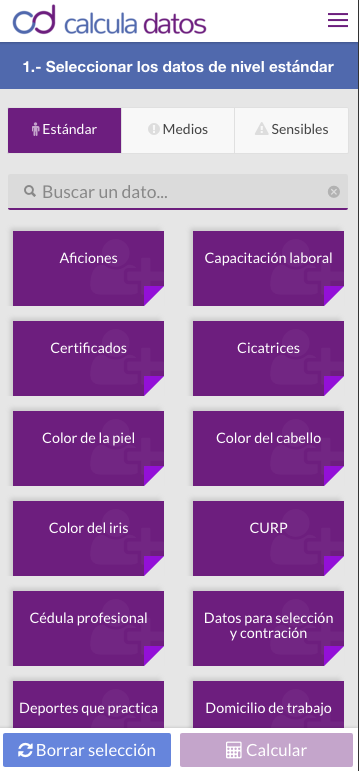 calcula datos
1.- Seleccionar los datos de nivel estándar
Estándar
Medios
Sensibles
Buscar un dato...
Aficiones
Capacitación laboral
Certificados
Cicatrices
Color de la piel
Color del cabello
Color del iris
CURP
Cédula profesional
Datos para selección
y contración
Deportes que practica
Domicilio de trabajo
Borrar selección
Calcular